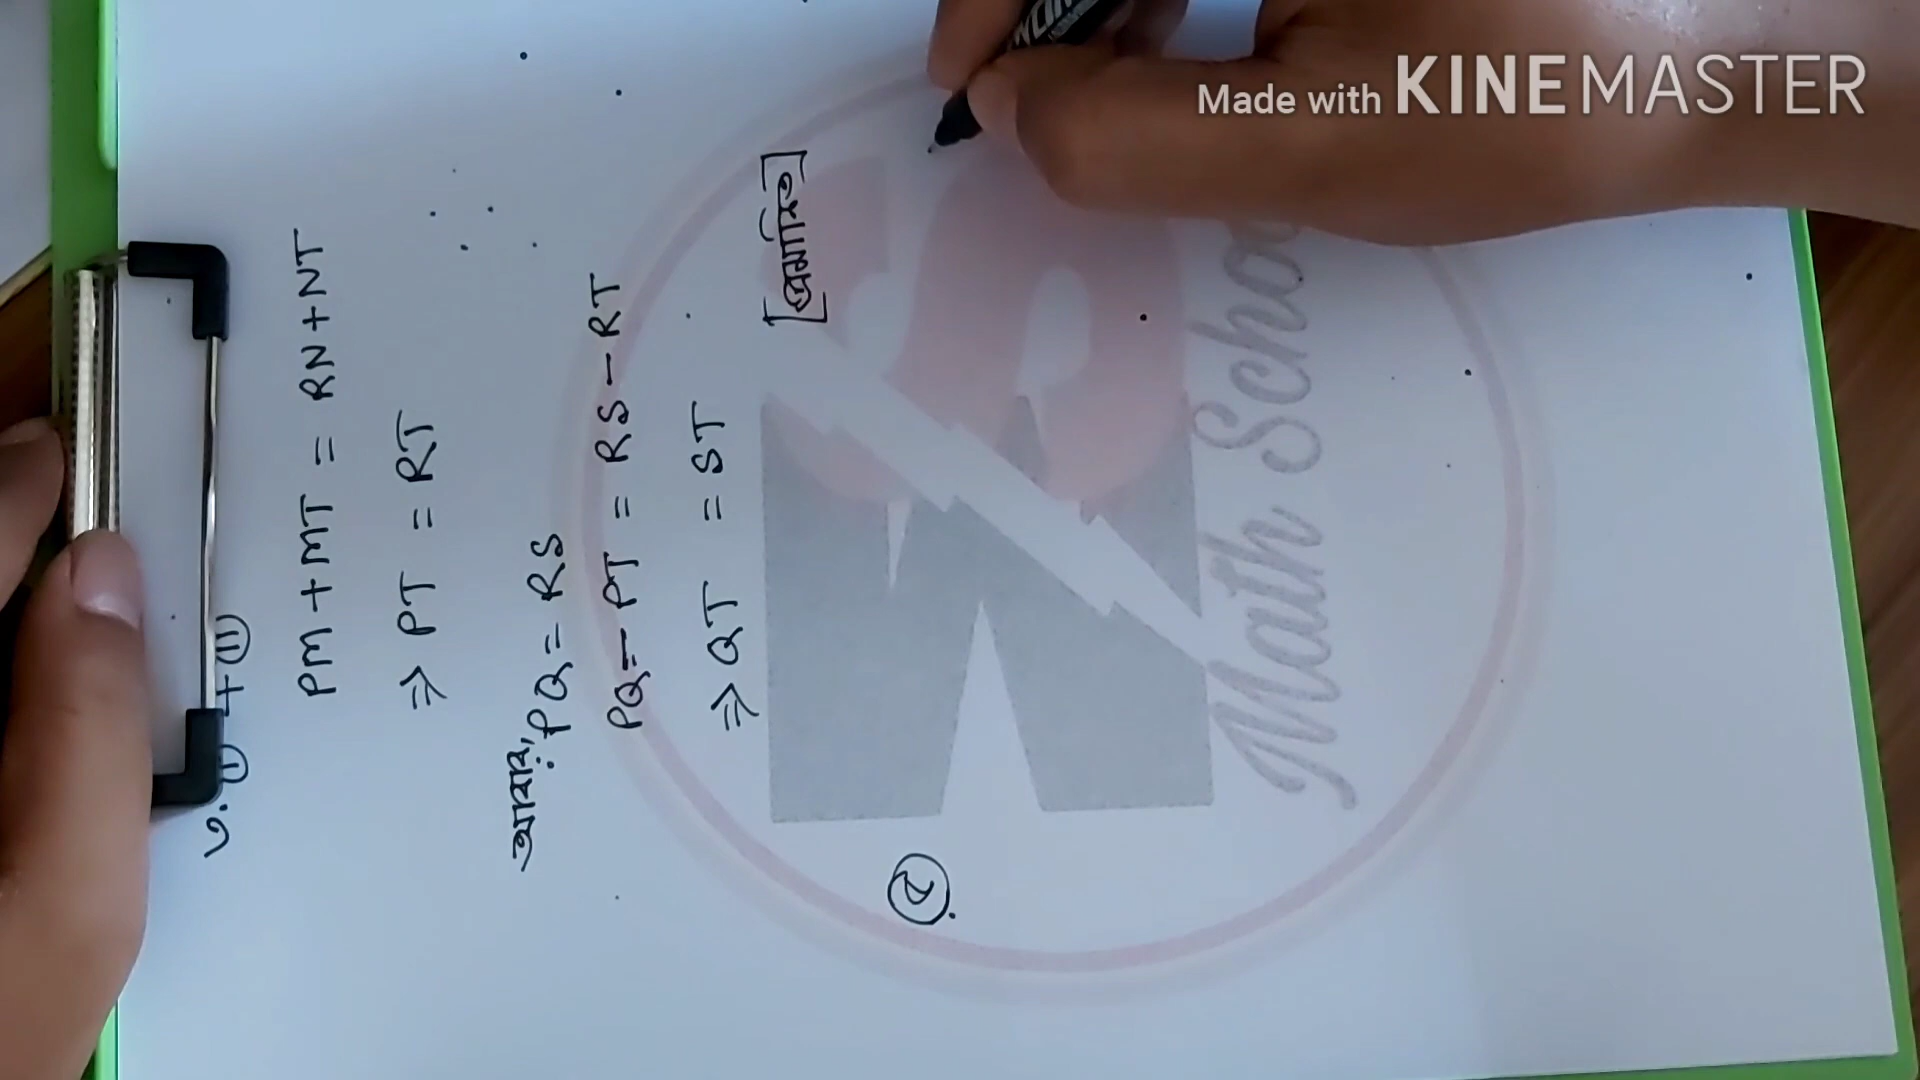 Made with KINEMASTER
৩. ⓘ + ⓘⓘ
PM + MT = RN + NT
⇒ PT = RT
আবার, PQ = RS
PQ = - PT = RS - RT
⇒ QT = ST
[প্রমাণিত]
Math School